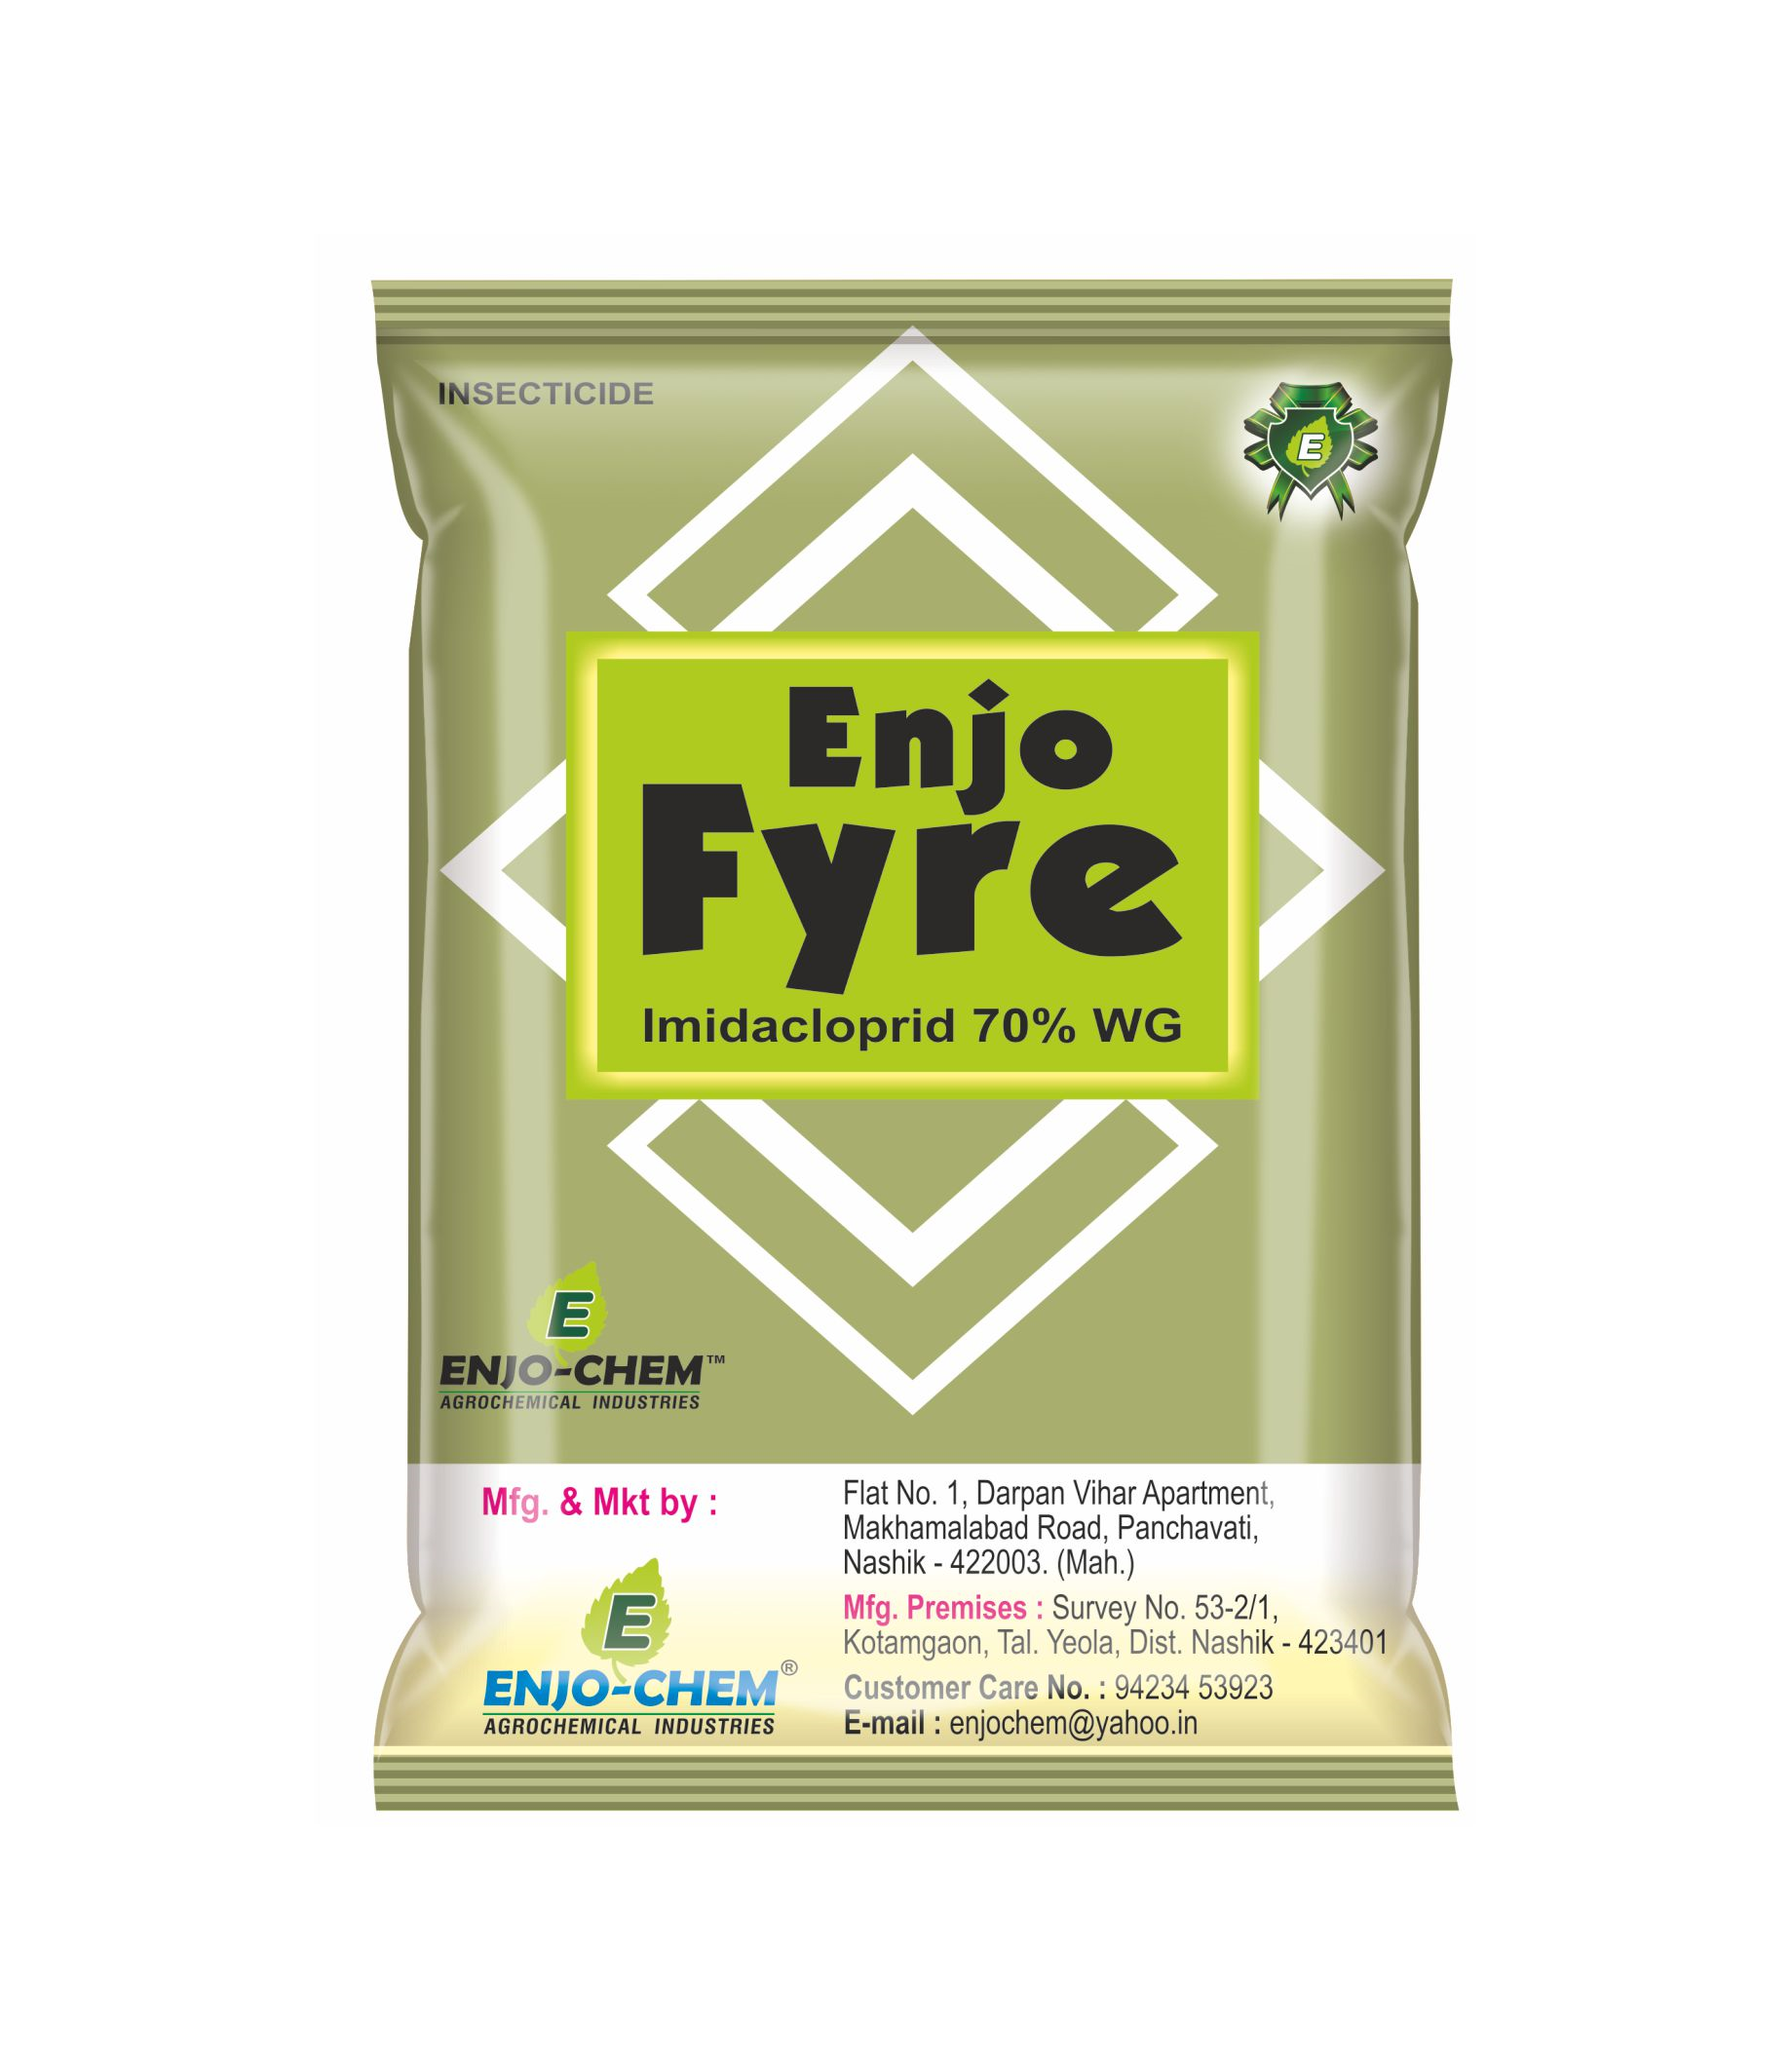 INSECTICIDE
E
Enjo
Fyre
Imidacloprid 70% WG
E
ENJO-CHEM™
AGROCHEMICAL INDUSTRIES
Mfg. & Mkt by :
E
ENJO-CHEM®
AGROCHEMICAL INDUSTRIES
Flat No. 1, Darpan Vihar Apartment,
Makhamalabad Road, Panchavati,
Nashik - 422003. (Mah.)
Mfg. Premises : Survey No. 53-2/1,
Kotamgaon, Tal. Yeola, Dist. Nashik - 423401
Customer Care No. : 94234 53923
E-mail : enjochem@yahoo.in